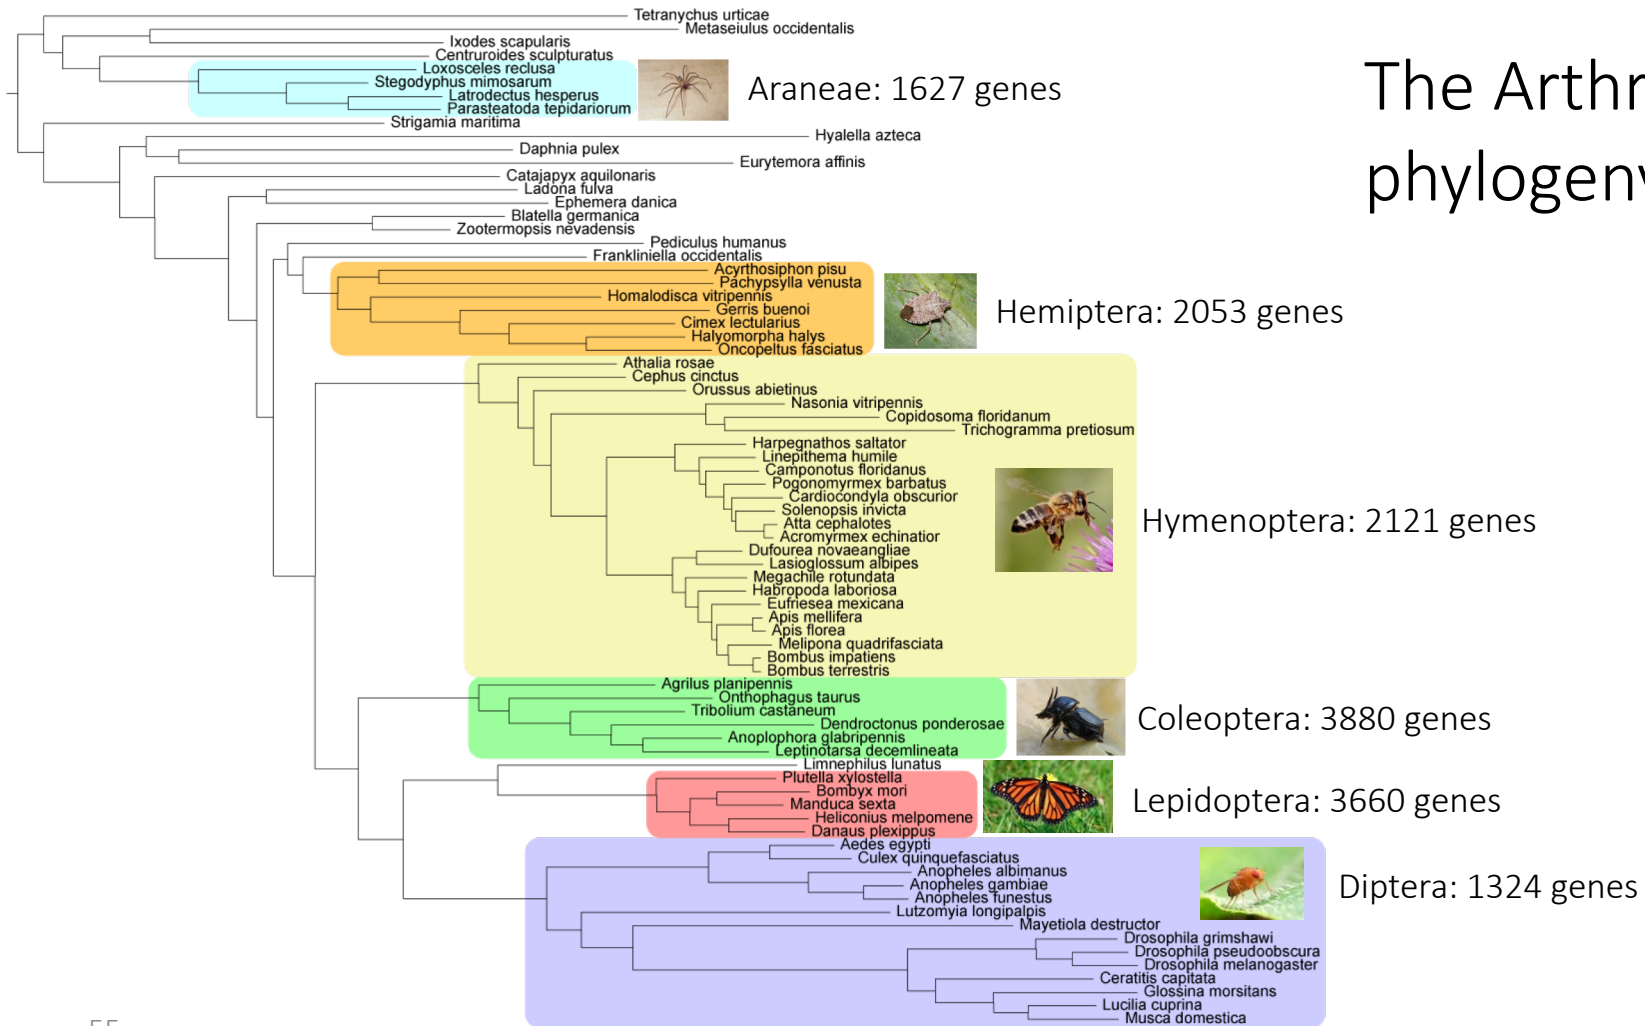 Tetranychus urticae
Metaseiulus occidentalis
Ixodes scapularis
Centruroides sculpturatus
Loxosceles reclusa
Stegodyphus mimosarum
Latrodectus hesperus
Parasteatoda tepidariorum
Araneae: 1627 genes
The Arthr
phylogeny
Strigamia maritima
Hyalella azteca
Daphnia pulex
Eurytemora affinis
Catajapyx aquilonaris
Ladona fulva
Ephemera danica
Blatella germanica
Zootermopsis nevadensis
Pediculus humanus
Frankliniella occidentalis
Acyrthosiphon pisu
Pachypsylla venusta
Homalodisca vitripennis
Gerris buenoi
Cimex lectularius
Halyomorpha halys
Oncopeltus fasciatus
Hemiptera: 2053 genes
Athalia rosae
Cephus cinctus
Orussus abietinus
Nasonia vitripennis
Copidosoma floridanum
Trichogramma pretiosum
Harpegnathos saltator
Linepithema humile
Camponotus floridanus
Pogonomyrmex barbatus
Cardiocondyla obscurior
Solenopsis invicta
Atta cephalotes
Acromyrmex echinatior
Dufourea novaeangliae
Lasioglossum albipes
Megachile rotundata
Habropoda laboriosa
Eufriesea mexicana
Apis mellifera
Apis florea
Melipona quadrifasciata
Bombus impatiens
Bombus terrestris
Hymenoptera: 2121 genes
Agrilus planipennis
Onthophagus taurus
Tribolium castaneum
Dendroctonus ponderosae
Anoplophora glabripennis
Leptinotarsa decemlineata
Coleoptera: 3880 genes
Limnephilus lunatus
Plutella xylostella
Bombyx mori
Manduca sexta
Heliconius melpomene
Danaus plexippus
Lepidoptera: 3660 genes
Aedes egypti
Culex quinquefasciatus
Anopheles albimanus
Anopheles gambiae
Anopheles funestus
Lutzomyia longipalpis
Mayetiola destructor
Drosophila grimshawi
Drosophila pseudoobscura
Drosophila melanogaster
Ceratitis capitata
Glossina morsitans
Lucilia cuprina
Musca domestica
Diptera: 1324 genes